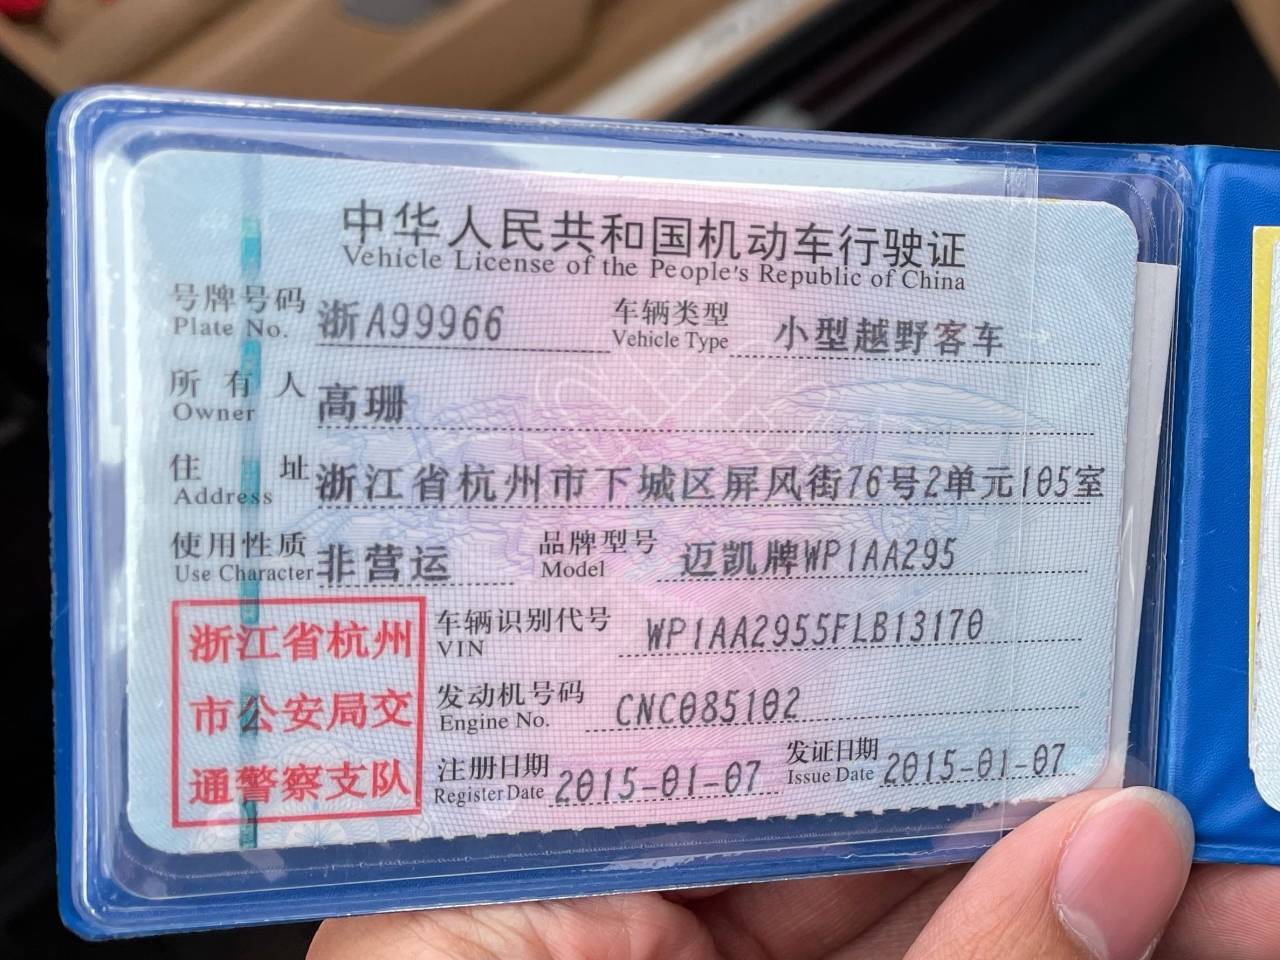 中华人民共和国机动车行驶证
Vehicle License of the People's Republic of China
号牌号码 浙A99966 车辆类型 小型越野客车
Plate No. Vehicle Type
所有人 高珊
Owner
住址 浙江省杭州市下城区屏风街76号2单元105室
Address
使用性质 非营运 品牌型号 迈凯牌WP1AA295
Use Character Model
浙江省杭州
市公安局交
通警察支队
车辆识别代号 WP1AA2955FLB13170
VIN
发动机号码 CNC085102
Engine No.
注册日期 2015-01-07 发证日期 2015-01-07
Register Date Issue Date